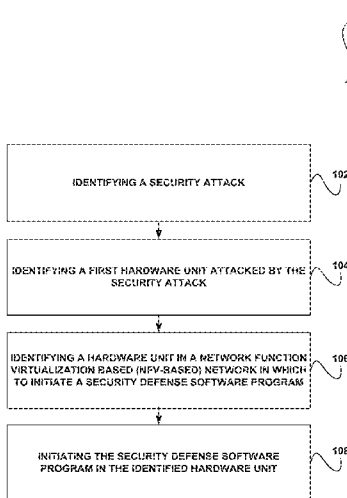 IDENTIFYING A SECURITY ATTACK
102
IDENTIFYING A FIRST HARDWARE UNIT ATTACKED BY THE
SECURITY ATTACK
104
IDENTIFYING A HARDWARE UNIT IN A NETWORK FUNCTION
VIRTUALIZATION BASED (NFV-BASED) NETWORK IN WHICH
TO INITIATE A SECURITY DEFENSE SOFTWARE PROGRAM
106
INITIATING THE SECURITY DEFENSE SOFTWARE
PROGRAM IN THE IDENTIFIED HARDWARE UNIT
108